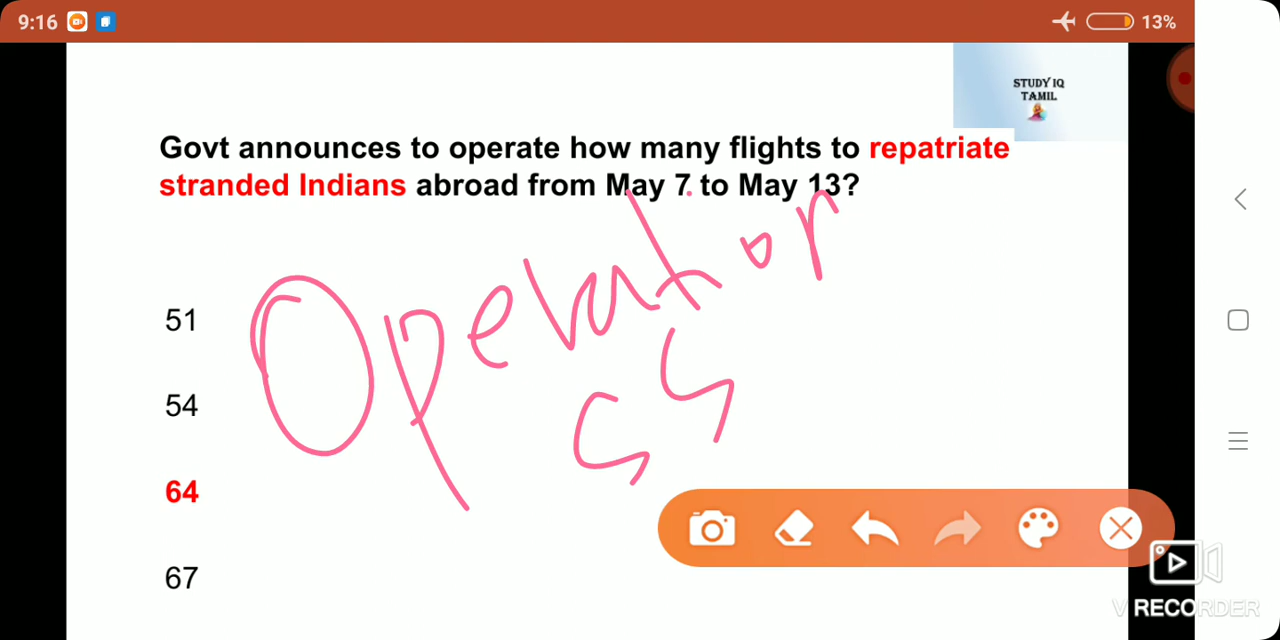 9:16
13%
STUDY IQ
TAMIL
Govt announces to operate how many flights to repatriate
stranded Indians abroad from May 7 to May 13?
Operator
SS
51
54
64
67
V RECORDER